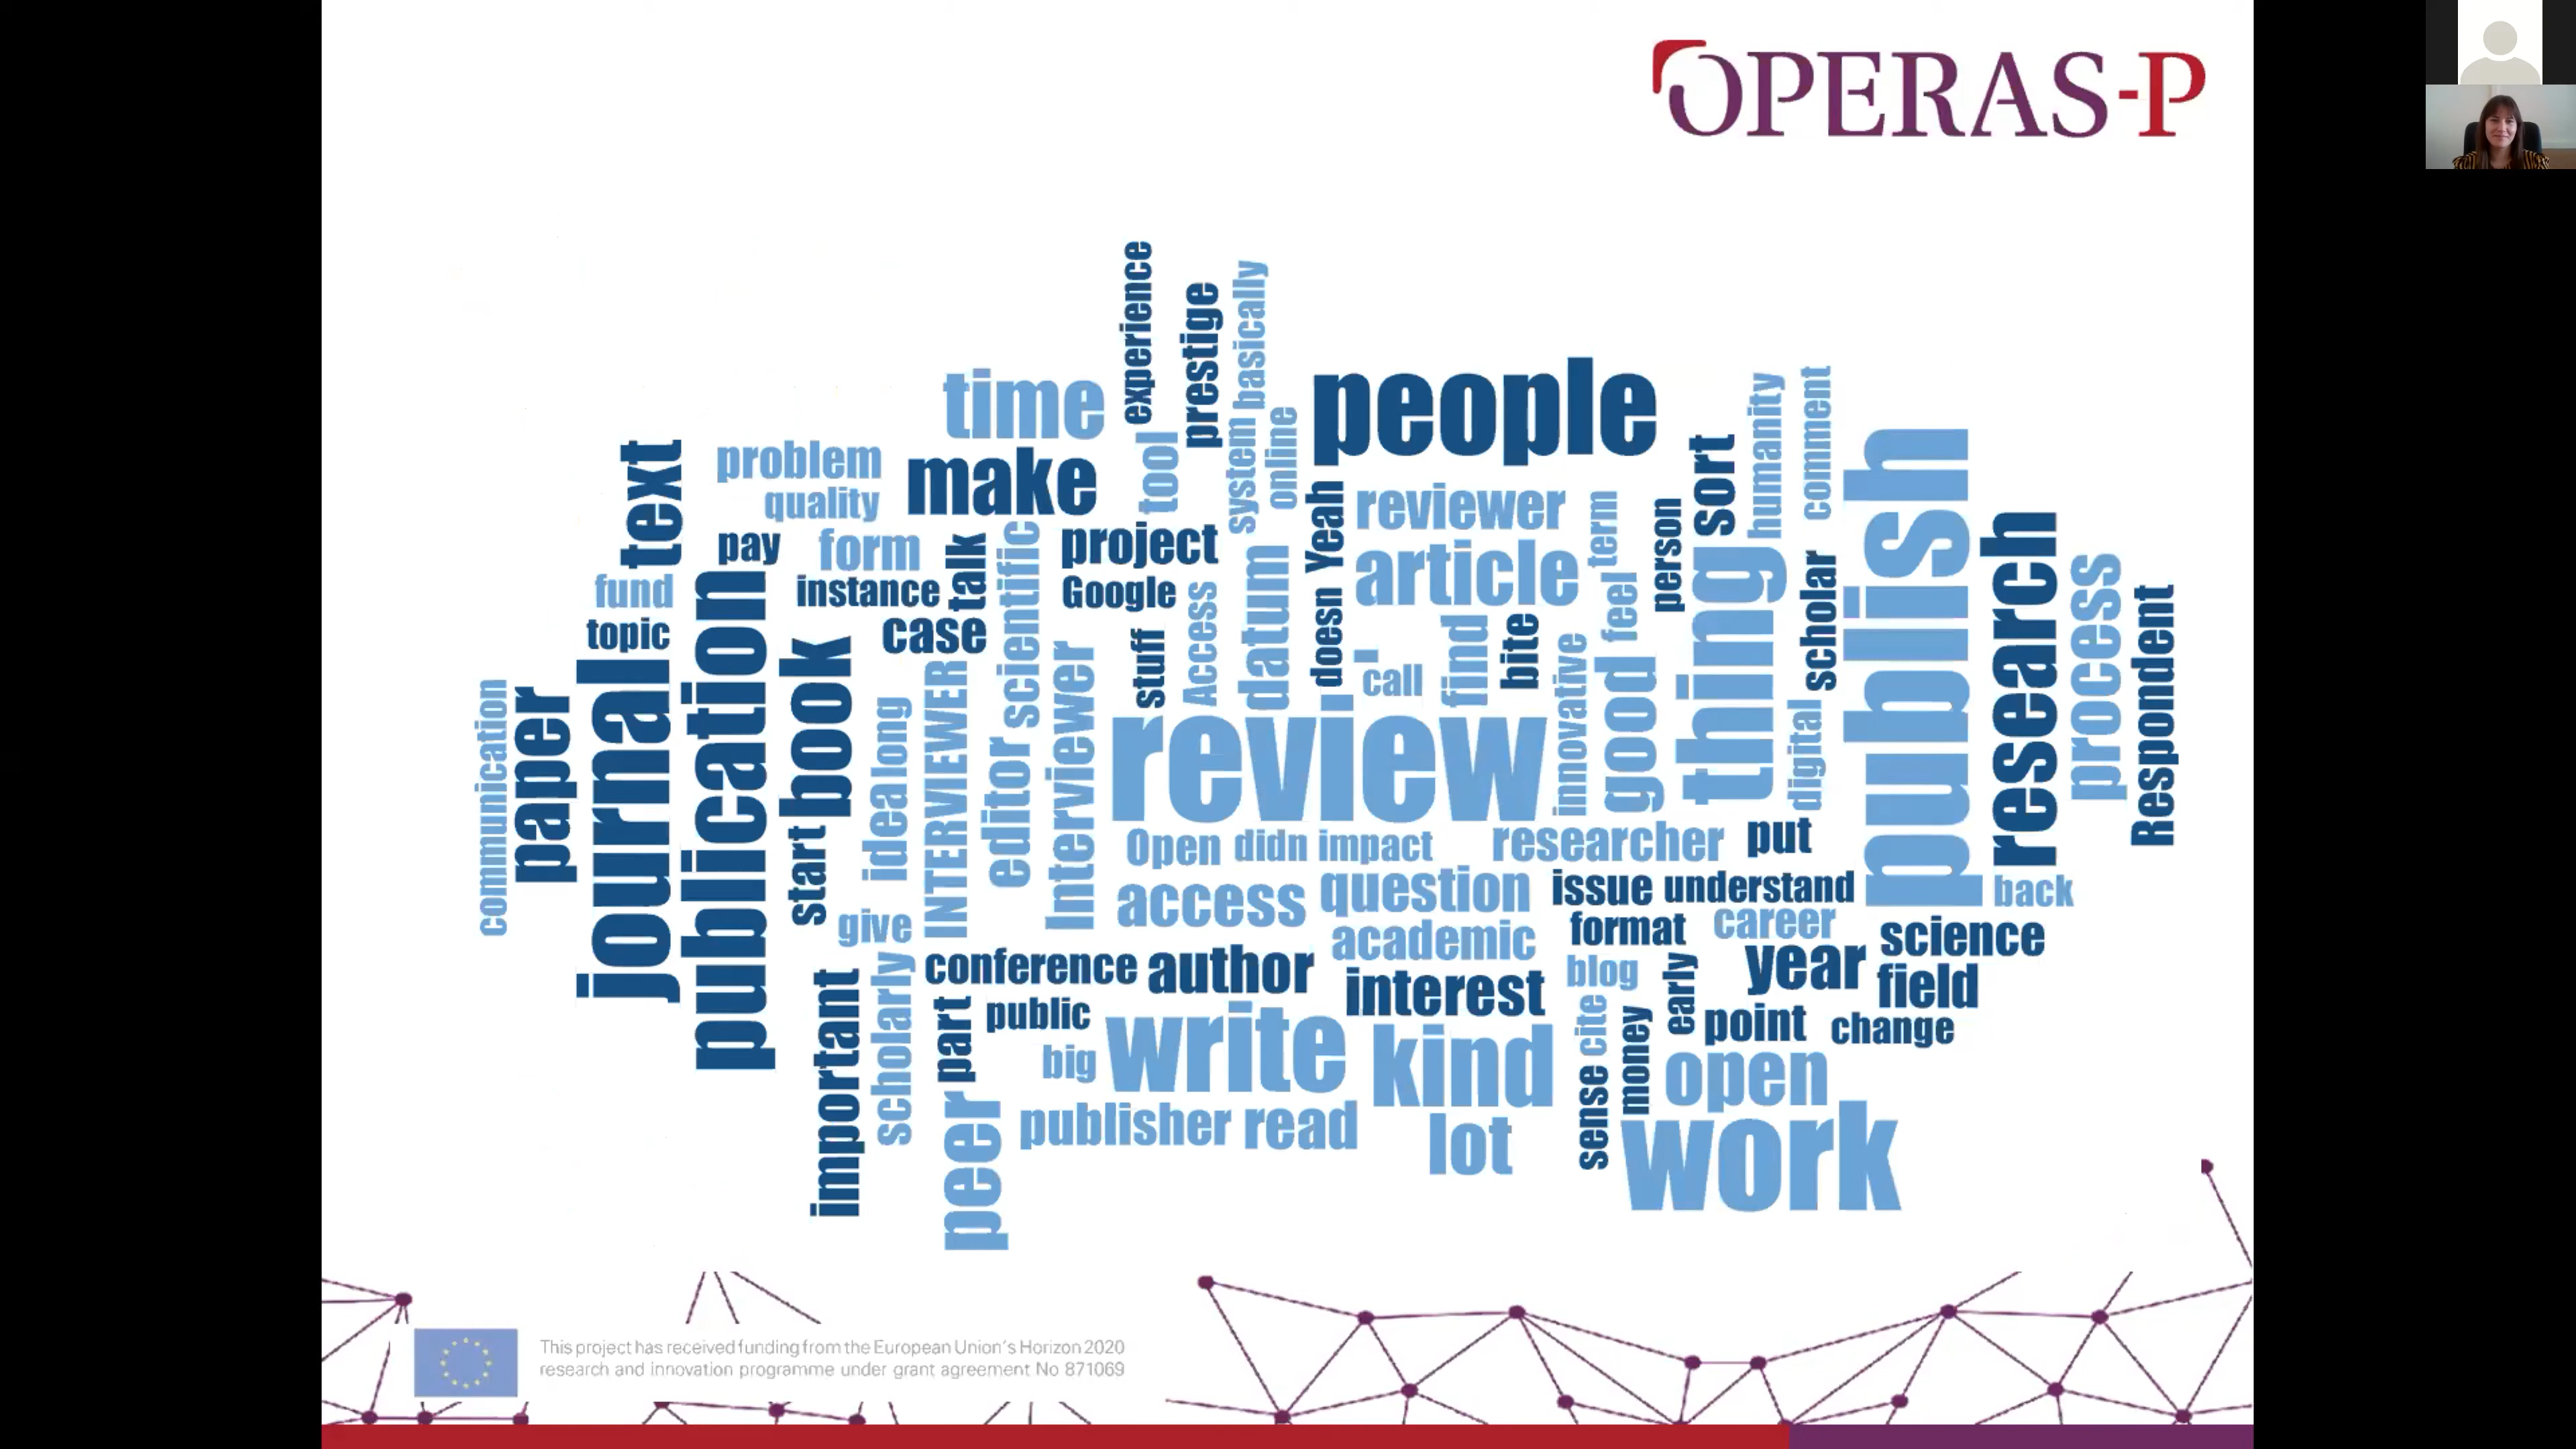 OPERAS-P
experience
prestige
basically
system
online
time
people
humanity
comment
problem
make
tool
sort
text
quality
Yeah
reviewer
term
person
publish
pay
form
talk
scientific
project
datum
article
feel
thing
scholar
research
process
fund
instance
Google
Access
doesn
Respondent
topic
case
stuff
call
find
bite
innovative
good
digital
communication
paper
journal
publication
book
start
idea
along
INTERVIEWER
editor
Interviewer
review
Open
didn
impact
researcher
put
access
question
issue
understand
back
give
academic
format
career
science
important
scholarly
conference
author
interest
blog
early
year
field
part
public
big
write
kind
cite
sense
money
point
change
open
peer
publisher
read
lot
work
This project has received funding from the European Union's Horizon 2020
research and innovation programme under grant agreement No 871069